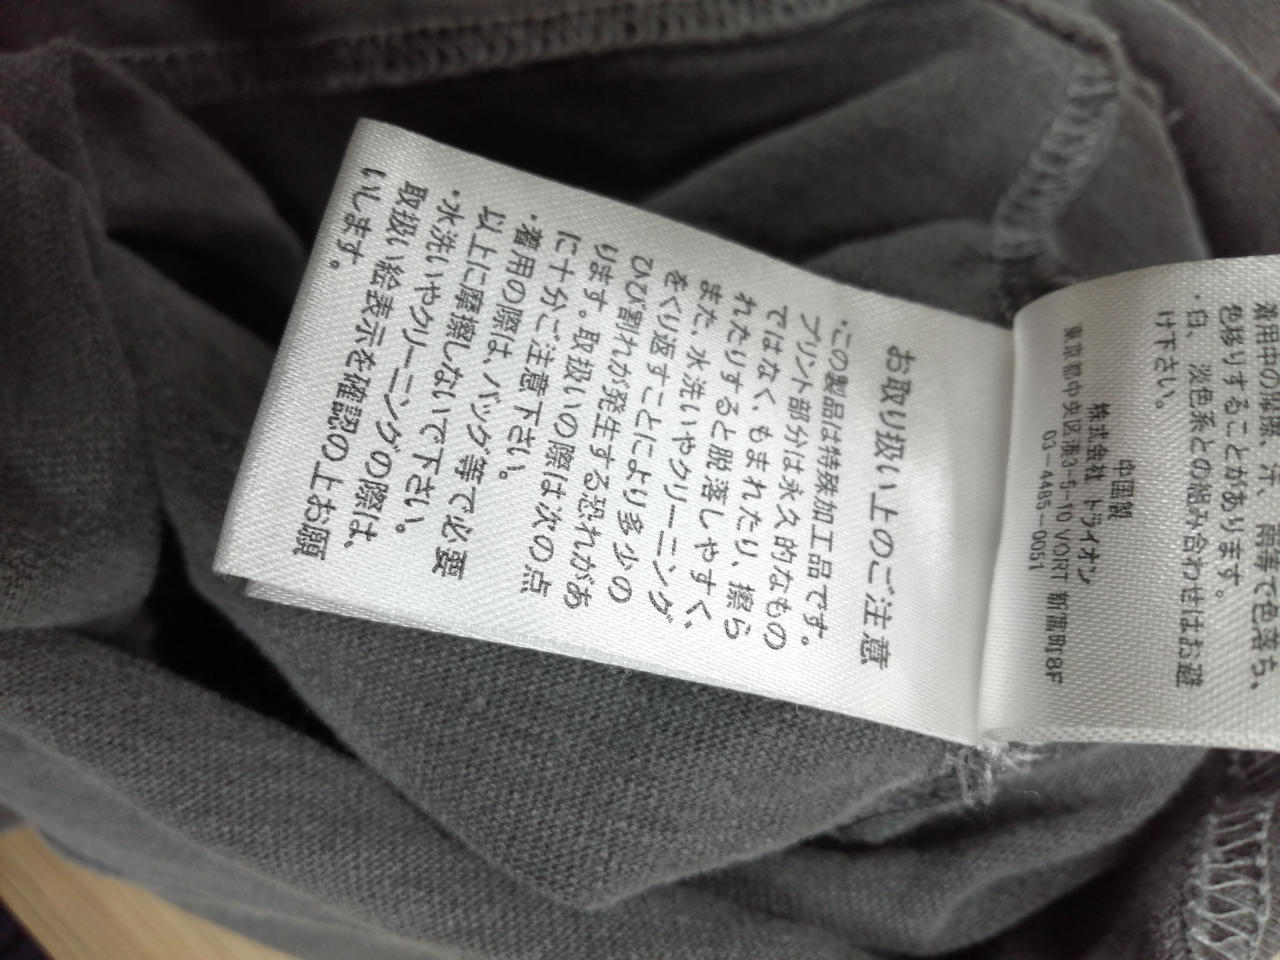 お取り扱い上のご注意
・この製品は特殊加工品です。
プリント部分は永久的なもの
ではなく、もまれたり、擦ら
れたりすると脱落しやすく、
また、水洗いやクリーニング
をくり返すことにより多少の
ひび割れが発生する恐れがあ
ります。取扱いの際は次の点
に十分ご注意下さい。
・着用の際は、バッグ等で必要
以上に摩擦しないで下さい。
・水洗いやクリーニングの際は、
取扱い絵表示を確認の上お願
いします。
着用中の 汗、雨等で色落ち、
色移りすることがあります。
・白、淡色系との組み合わせはお避
け下さい。
中国製
株式会社 トライオン
東京都中央区湊3-5-10 VORT 新富町8F
03-4485-0051